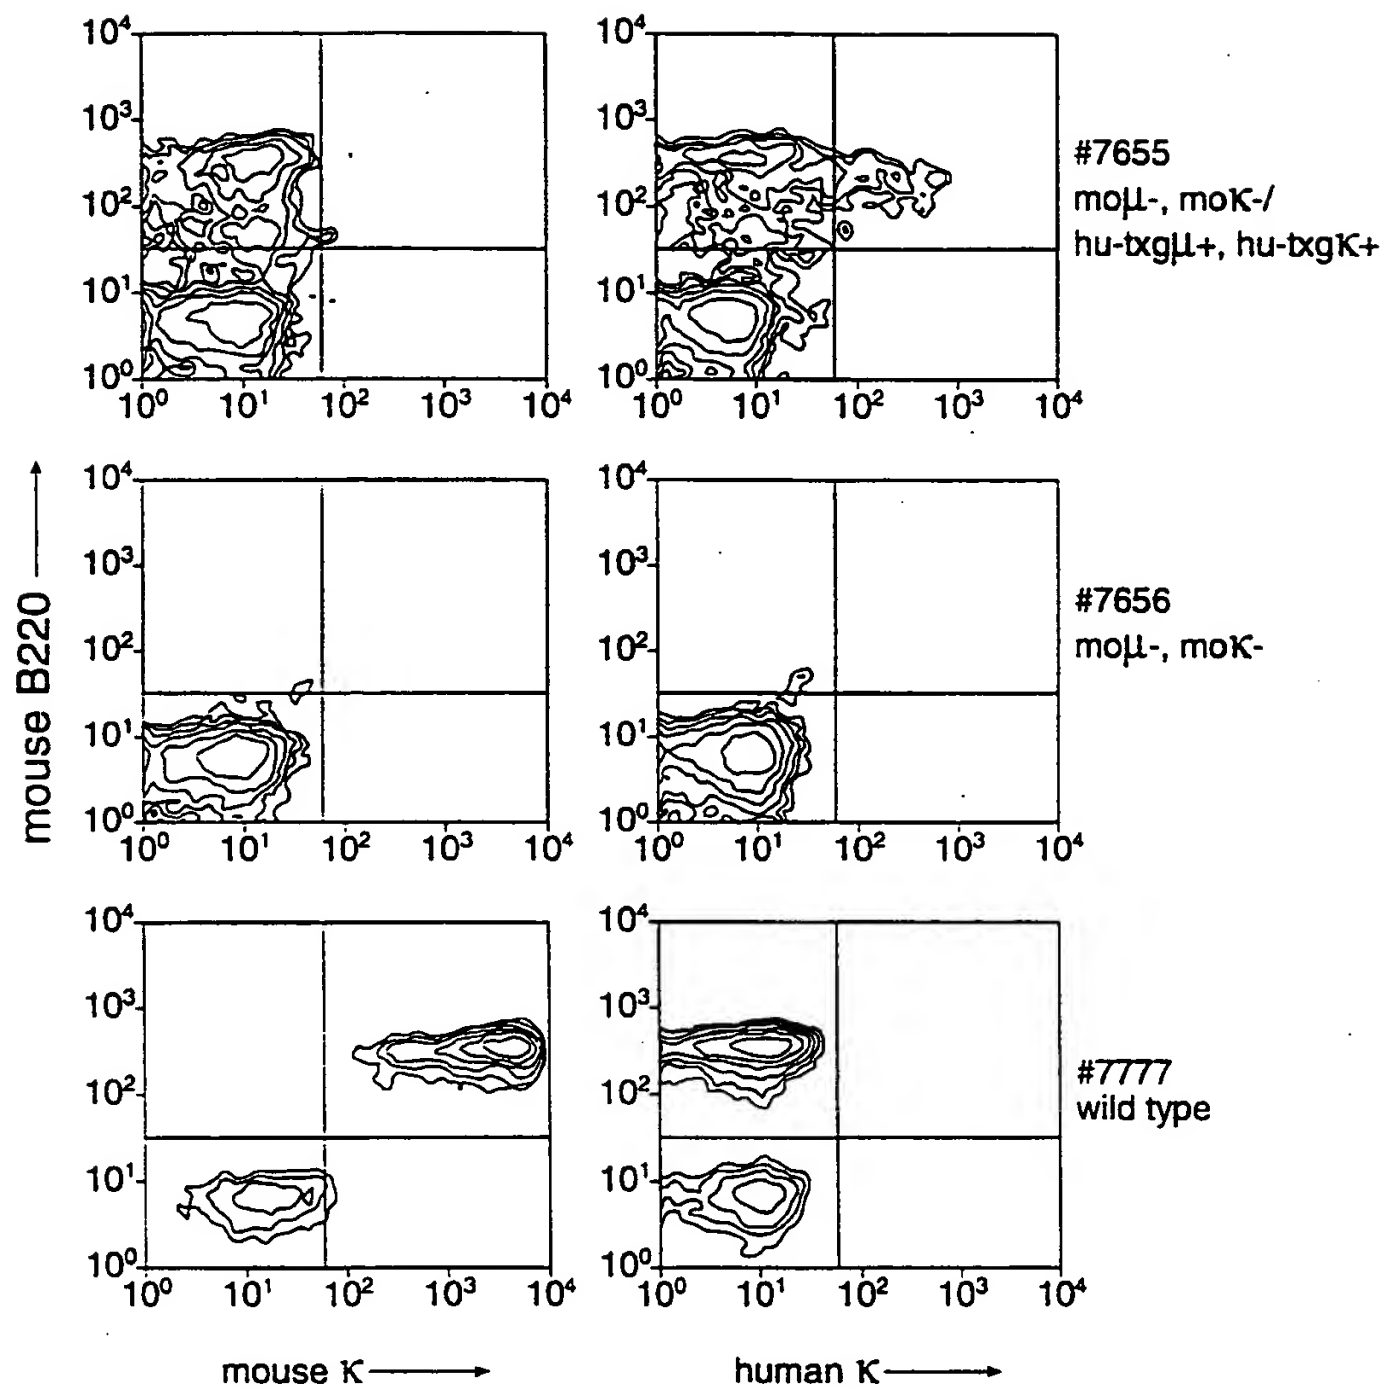 10⁴ 10³ 10² 10¹ 10⁰
10⁰ 10¹ 10² 10³ 10⁴
10⁴ 10³ 10² 10¹ 10⁰
10⁰ 10¹ 10² 10³ 10⁴
#7655
moμ-, moκ-/
hu-txgμ+, hu-txgκ+
10⁴ 10³ 10² 10¹ 10⁰
10⁰ 10¹ 10² 10³ 10⁴
10⁴ 10³ 10² 10¹ 10⁰
10⁰ 10¹ 10² 10³ 10⁴
#7656
moμ-, moκ-
mouse B220
10⁴ 10³ 10² 10¹ 10⁰
10⁰ 10¹ 10² 10³ 10⁴
10⁴ 10³ 10² 10¹ 10⁰
10⁰ 10¹ 10² 10³ 10⁴
#7777
wild type
mouse κ
human κ